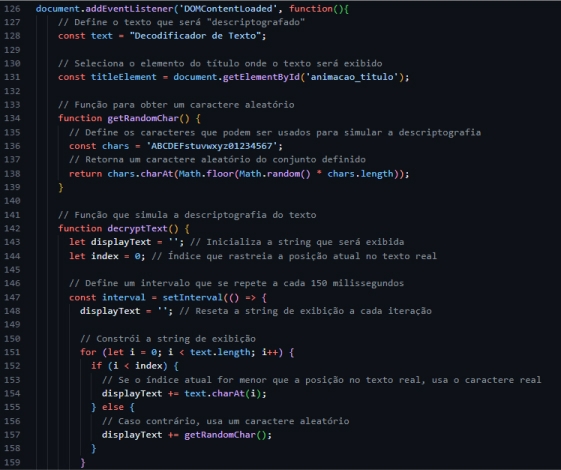 126 document.addEventListener('DOMContentLoaded', function(){
127 // Define o texto que será "descriptografado"
128 const text = "Decodificador de Texto";
129
130 // Seleciona o elemento do título onde o texto será exibido
131 const titleElement = document.getElementById('animacao_titulo');
132
133 // Função para obter um caractere aleatório
134 function getRandomChar() {
135 // Define os caracteres que podem ser usados para simular a descriptografia
136 const chars = 'ABCDEFstuvwxyz01234567';
137 // Retorna um caractere aleatório do conjunto definido
138 return chars.charAt(Math.floor(Math.random() * chars.length));
139 }
140
141 // Função que simula a descriptografia do texto
142 function decryptText() {
143 let displayText = ''; // Inicializa a string que será exibida
144 let index = 0; // Índice que rastreia a posição atual no texto real
145
146 // Define um intervalo que se repete a cada 150 milissegundos
147 const interval = setInterval(() => {
148 displayText = ''; // Reseta a string de exibição a cada iteração
149
150 // Constrói a string de exibição
151 for (let i = 0; i < text.length; i++) {
152 if (i < index) {
153 // Se o índice atual for menor que a posição no texto real, usa o caractere real
154 displayText += text.charAt(i);
155 } else {
156 // Caso contrário, usa um caractere aleatório
157 displayText += getRandomChar();
158 }
159 }